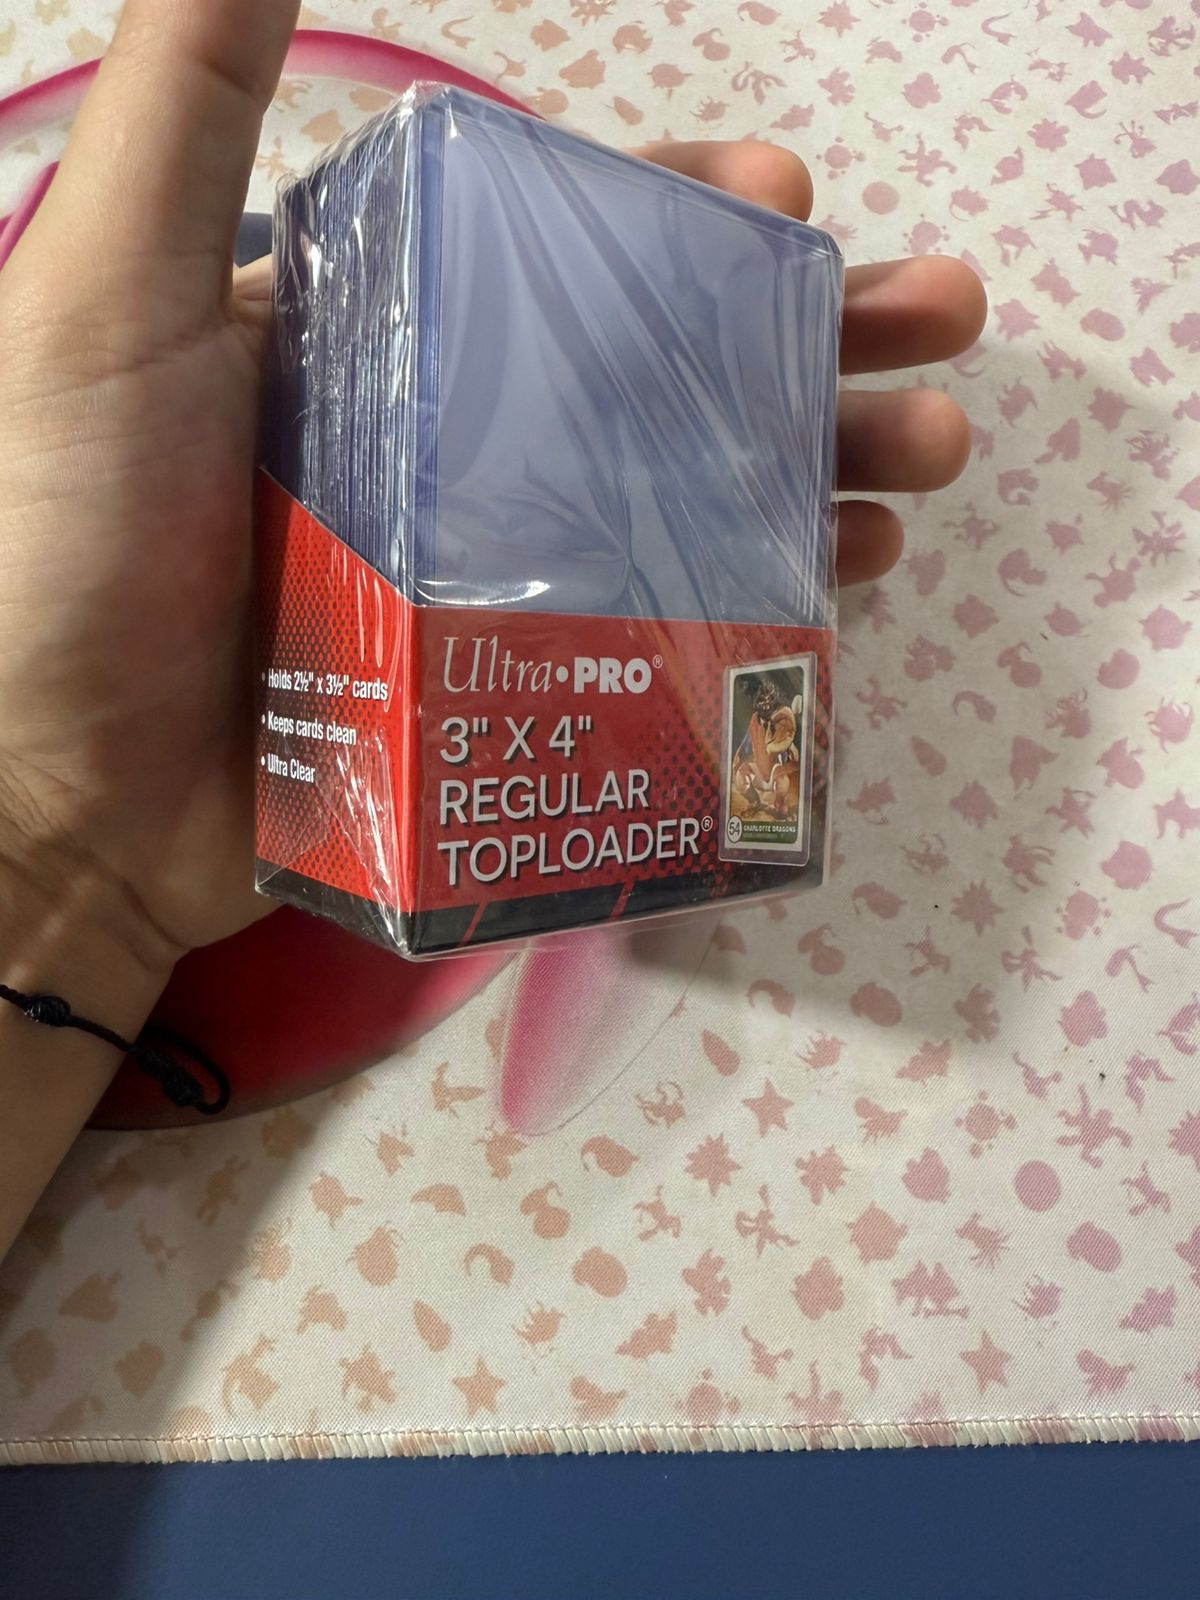 • Holds 2½" x 3½" cards
• Keeps cards clean
• Ultra Clear
Ultra•PRO®
3" X 4"
REGULAR
TOPLOADER®
54
CHARLOTTE DRAGONS